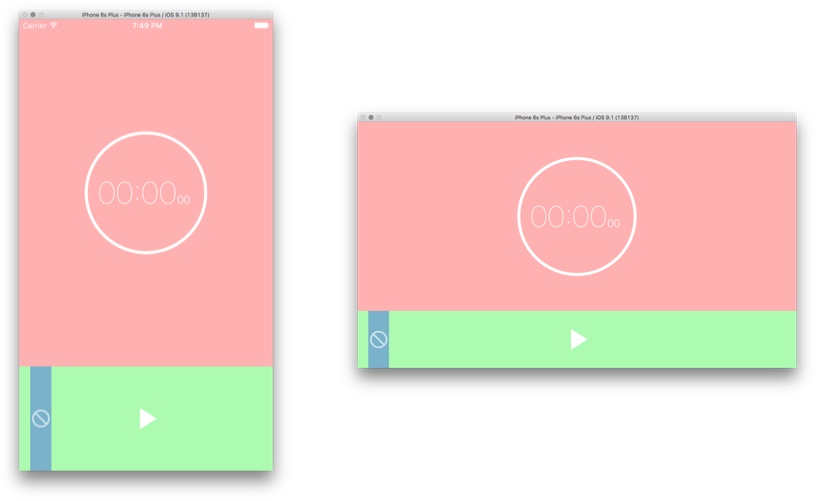 iPhone 6s Plus - iPhone 6s Plus / iOS 9.1 (13B137)
Carrier 7:49 PM
00:00 00
iPhone 6s Plus - iPhone 6s Plus / iOS 9.1 (13B137)
00:00 00